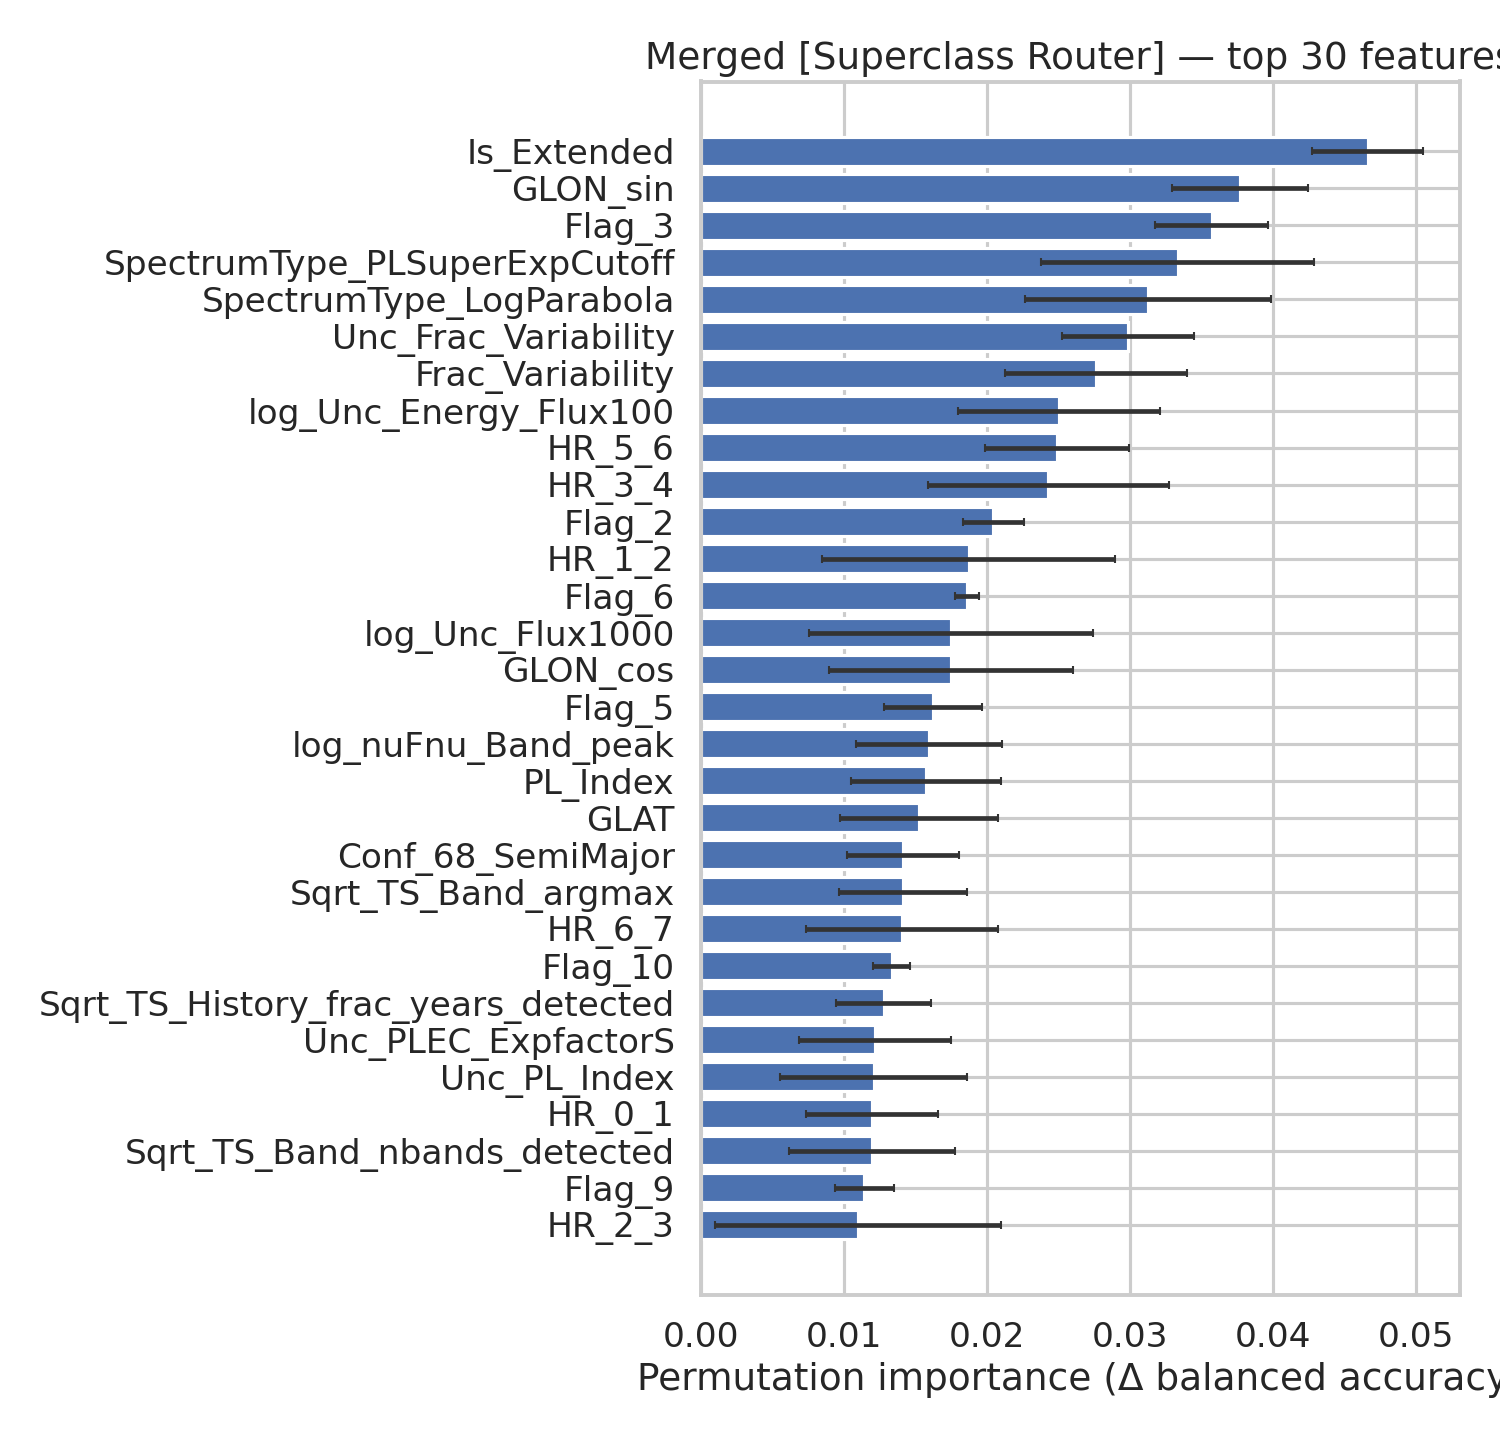 Merged [Superclass Router] — top 30 features
Is_Extended
GLON_sin
Flag_3
SpectrumType_PLSuperExpCutoff
SpectrumType_LogParabola
Unc_Frac_Variability
Frac_Variability
log_Unc_Energy_Flux100
HR_5_6
HR_3_4
Flag_2
HR_1_2
Flag_6
log_Unc_Flux1000
GLON_cos
Flag_5
log_nuFnu_Band_peak
PL_Index
GLAT
Conf_68_SemiMajor
Sqrt_TS_Band_argmax
HR_6_7
Flag_10
Sqrt_TS_History_frac_years_detected
Unc_PLEC_ExpfactorS
Unc_PL_Index
HR_0_1
Sqrt_TS_Band_nbands_detected
Flag_9
HR_2_3
0.00 0.01 0.02 0.03 0.04 0.05
Permutation importance (Δ balanced accuracy